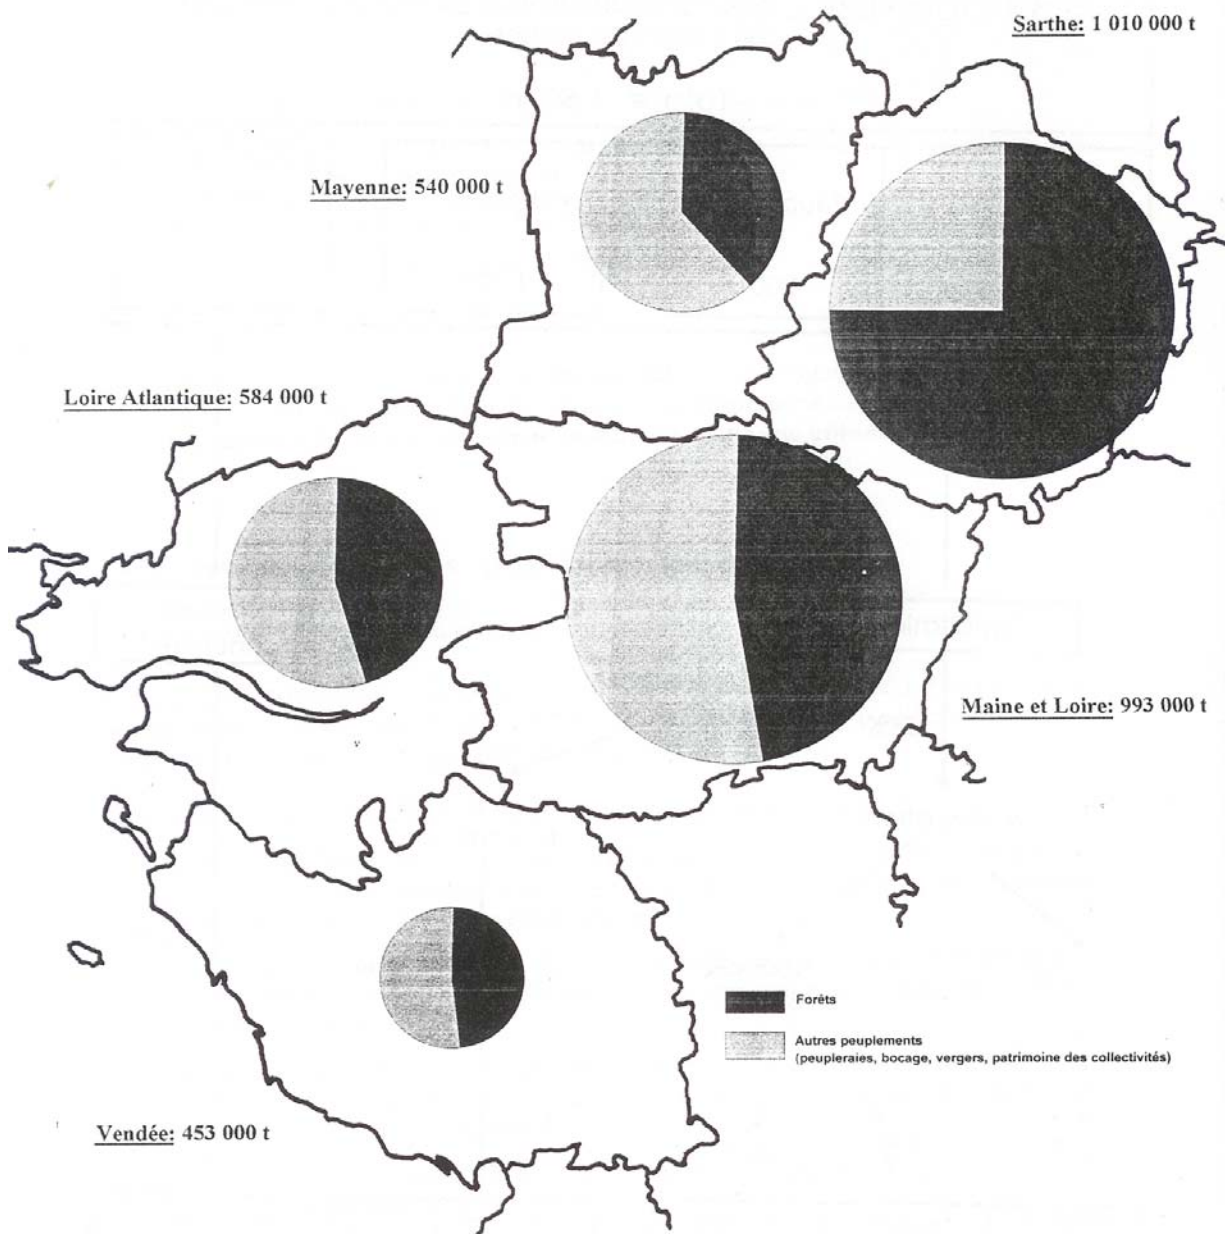 Sarthe: 1 010 000 t
Mayenne: 540 000 t
Loire Atlantique: 584 000 t
Maine et Loire: 993 000 t
Forêts
Autres peuplements
(peupleraies, bocage, vergers, patrimoine des collectivités)
Vendée: 453 000 t